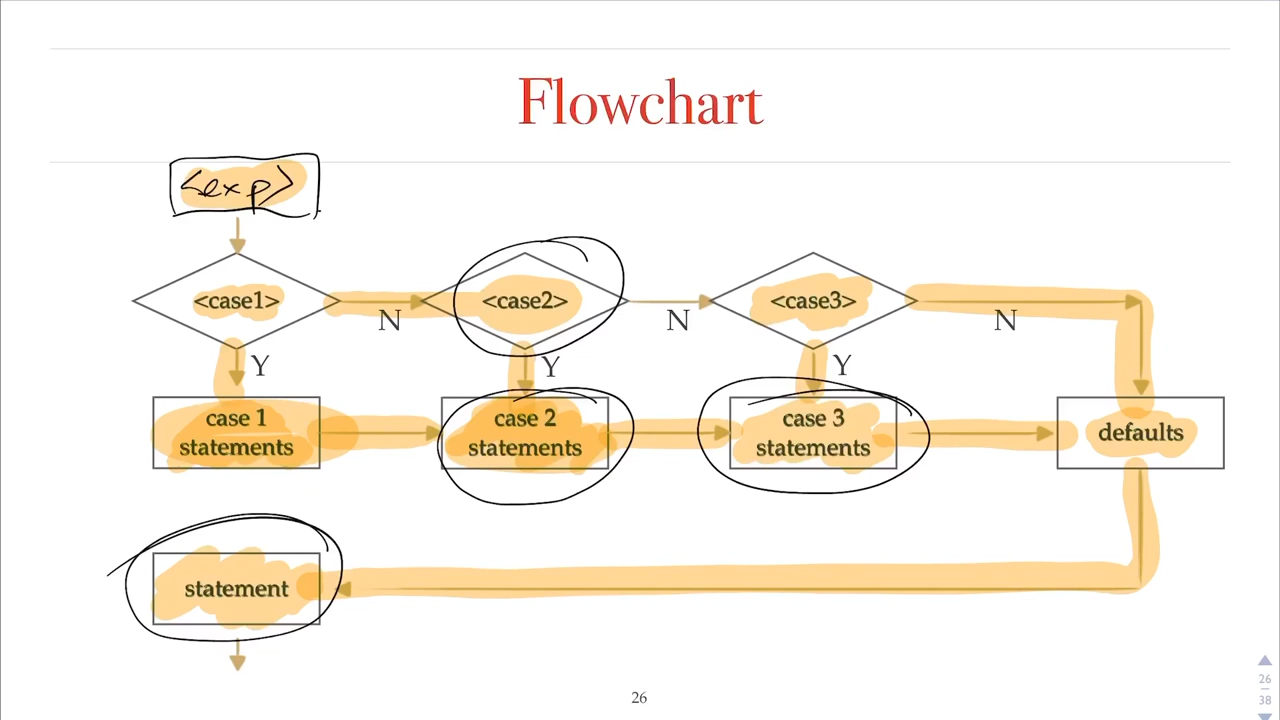 Flowchart
<exp>
<case1>
N
<case2>
N
<case3>
N
Y
Y
Y
case 1
statements
case 2
statements
case 3
statements
defaults
statement
26
26
38